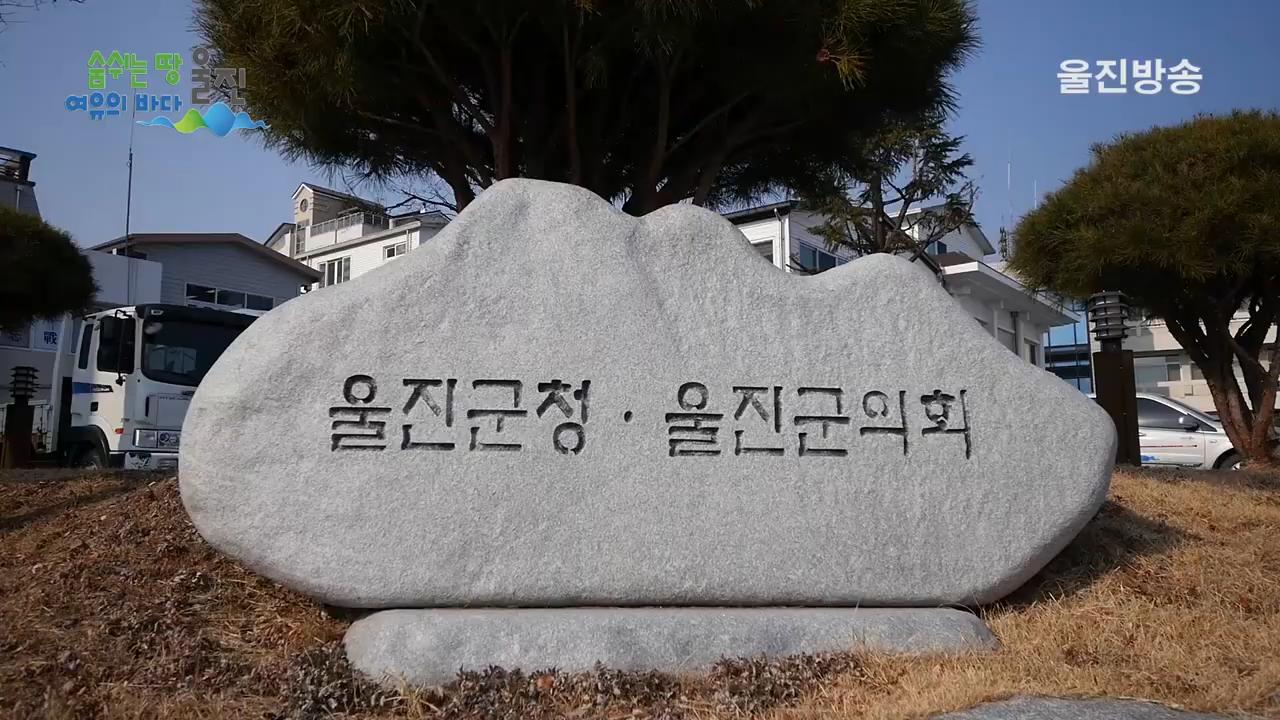 숨쉬는 땅 울진
여유의 바다
울진방송
울진군청 · 울진군의회